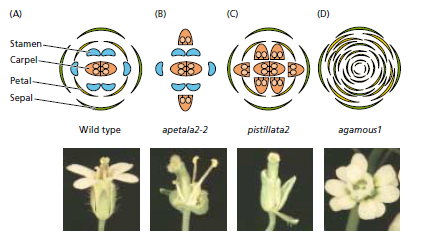 (A) (B) (C) (D)
Stamen
Carpel
Petal
Sepal
Wild type apetala2-2 pistillata2 agamous1